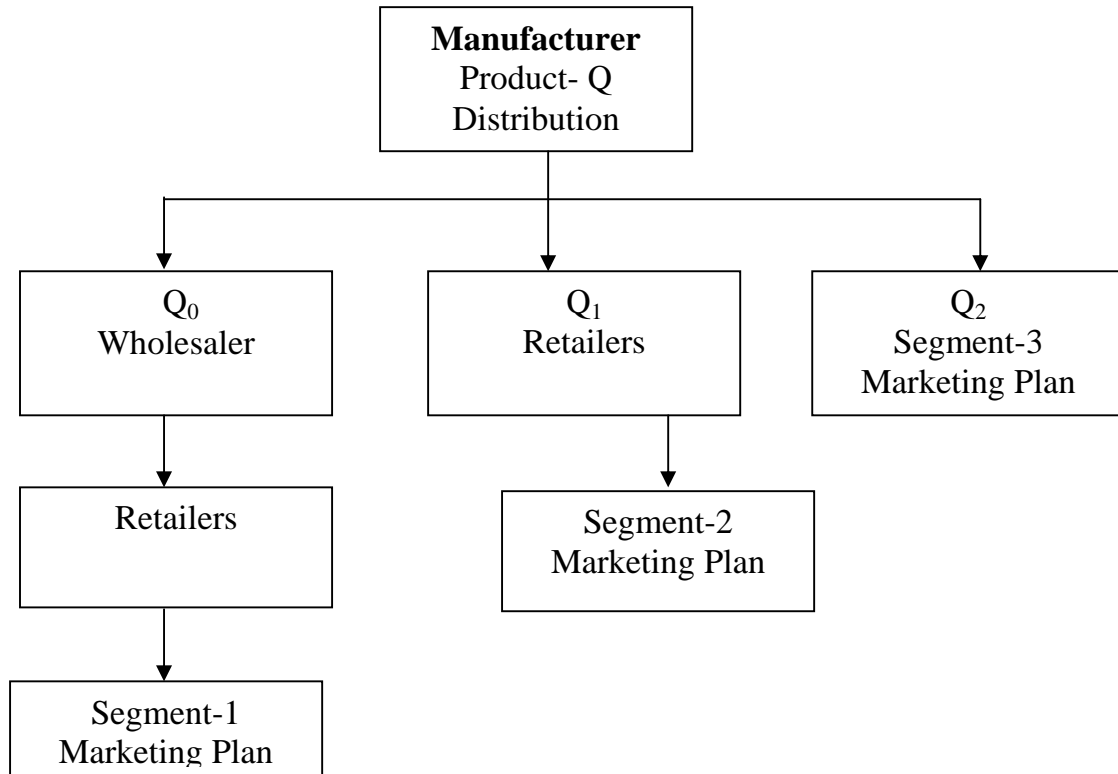 Manufacturer
Product- Q
Distribution
Q₀
Wholesaler
Q₁
Retailers
Q₂
Segment-3
Marketing Plan
Retailers
Segment-2
Marketing Plan
Segment-1
Marketing Plan